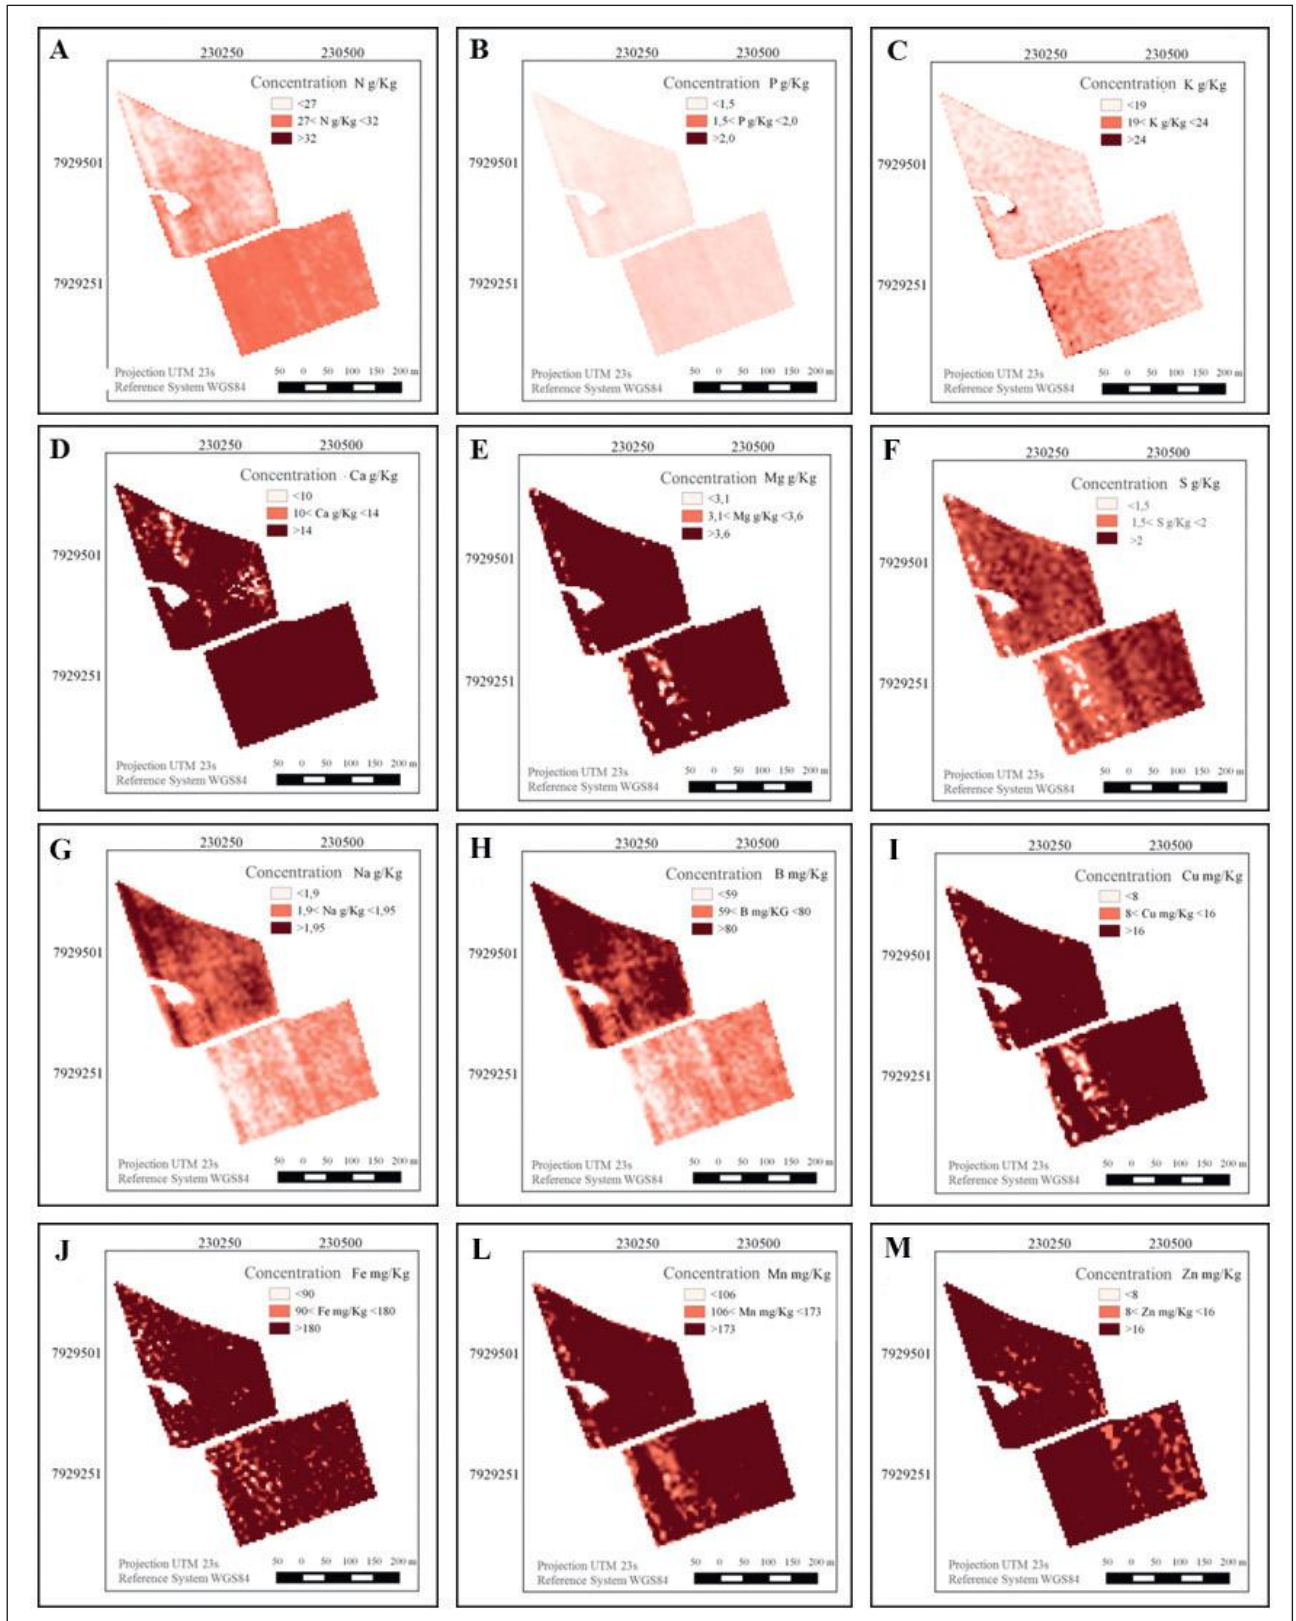 A
230250 230500
Concentration N g/Kg
<27
27< N g/Kg <32
>32
7929501
7929251
Projection UTM 23s
Reference System WGS84
50 0 50 100 150 200 m
B
230250 230500
Concentration P g/Kg
<1,5
1,5< P g/Kg <2,0
>2,0
7929501
7929251
Projection UTM 23s
Reference System WGS84
50 0 50 100 150 200 m
C
230250 230500
Concentration K g/Kg
<19
19< K g/Kg <24
>24
7929501
7929251
Projection UTM 23s
Reference System WGS84
50 0 50 100 150 200 m
D
230250 230500
Concentration Ca g/Kg
<10
10< Ca g/Kg <14
>14
7929501
7929251
Projection UTM 23s
Reference System WGS84
50 0 50 100 150 200 m
E
230250 230500
Concentration Mg g/Kg
<3,1
3,1< Mg g/Kg <3,6
>3,6
7929501
7929251
Projection UTM 23s
Reference System WGS84
50 0 50 100 150 200 m
F
230250 230500
Concentration S g/Kg
<1,5
1,5< S g/Kg <2
>2
7929501
7929251
Projection UTM 23s
Reference System WGS84
50 0 50 100 150 200 m
G
230250 230500
Concentration Na g/Kg
<1,9
1,9< Na g/Kg <1,95
>1,95
7929501
7929251
Projection UTM 23s
Reference System WGS84
50 0 50 100 150 200 m
H
230250 230500
Concentration B mg/Kg
<59
59< B mg/KG <80
>80
7929501
7929251
Projection UTM 23s
Reference System WGS84
50 0 50 100 150 200 m
I
230250 230500
Concentration Cu mg/Kg
<8
8< Cu mg/Kg <16
>16
7929501
7929251
Projection UTM 23s
Reference System WGS84
50 0 50 100 150 200 m
J
230250 230500
Concentration Fe mg/Kg
<90
90< Fe mg/Kg <180
>180
7929501
7929251
Projection UTM 23s
Reference System WGS84
50 0 50 100 150 200 m
L
230250 230500
Concentration Mn mg/Kg
<106
106< Mn mg/Kg <173
>173
7929501
7929251
Projection UTM 23s
Reference System WGS84
50 0 50 100 150 200 m
M
230250 230500
Concentration Zn mg/Kg
<8
8< Zn mg/Kg <16
>16
7929501
7929251
Projection UTM 23s
Reference System WGS84
50 0 50 100 150 200 m